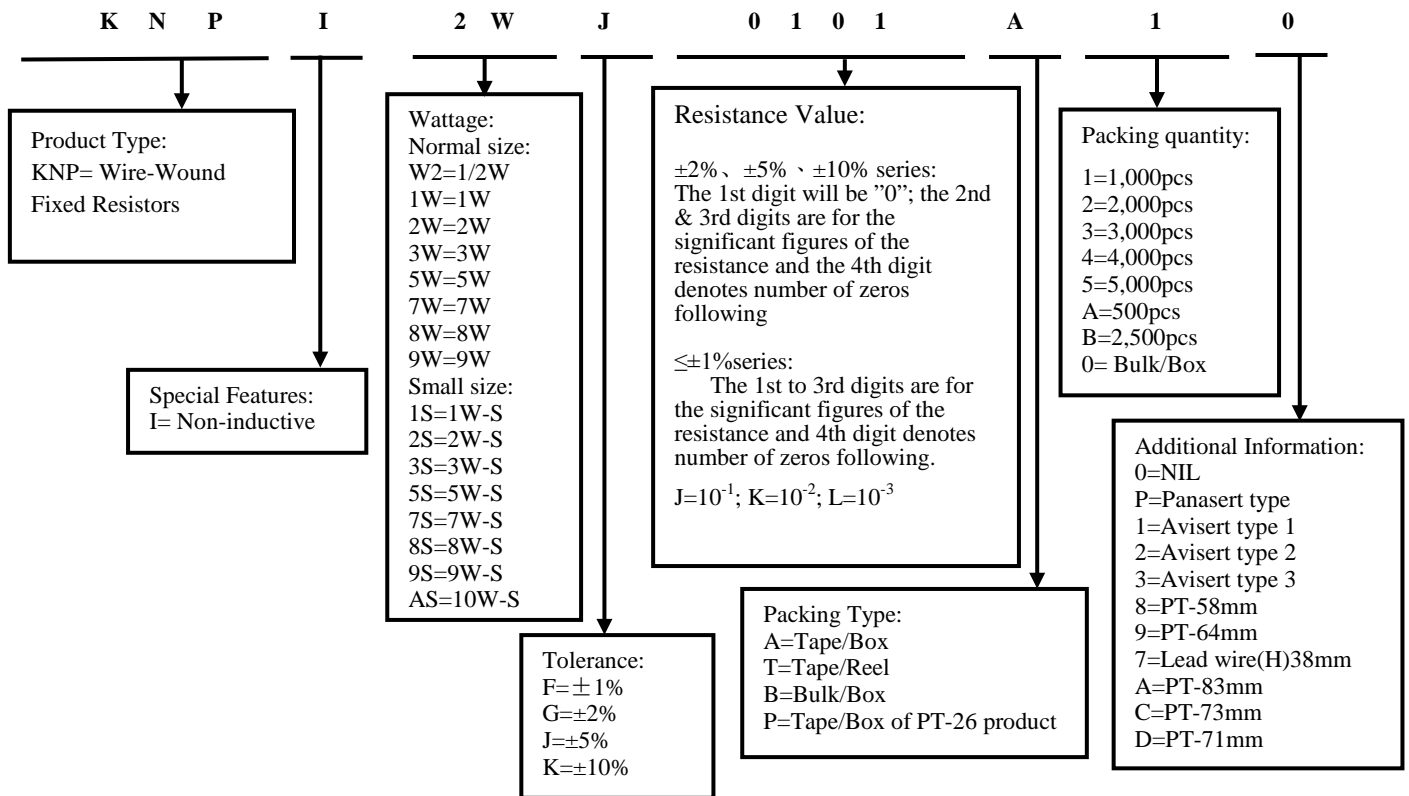 K N P I 2 W J 0 1 0 1 A 1 0
Product Type:
KNP= Wire-Wound
Fixed Resistors
Special Features:
I= Non-inductive
Wattage:
Normal size:
W2=1/2W
1W=1W
2W=2W
3W=3W
5W=5W
7W=7W
8W=8W
9W=9W
Small size:
1S=1W-S
2S=2W-S
3S=3W-S
5S=5W-S
7S=7W-S
8S=8W-S
9S=9W-S
AS=10W-S
Tolerance:
F=±1%
G=±2%
J=±5%
K=±10%
Resistance Value:
±2%、±5%、±10% series:
The 1st digit will be ”0”; the 2nd
& 3rd digits are for the
significant figures of the
resistance and the 4th digit
denotes number of zeros
following
≤±1%series:
The 1st to 3rd digits are for
the significant figures of the
resistance and 4th digit denotes
number of zeros following.
J=10⁻¹; K=10⁻²; L=10⁻³
Packing Type:
A=Tape/Box
T=Tape/Reel
B=Bulk/Box
P=Tape/Box of PT-26 product
Packing quantity:
1=1,000pcs
2=2,000pcs
3=3,000pcs
4=4,000pcs
5=5,000pcs
A=500pcs
B=2,500pcs
0= Bulk/Box
Additional Information:
0=NIL
P=Panasert type
1=Avisert type 1
2=Avisert type 2
3=Avisert type 3
8=PT-58mm
9=PT-64mm
7=Lead wire(H)38mm
A=PT-83mm
C=PT-73mm
D=PT-71mm